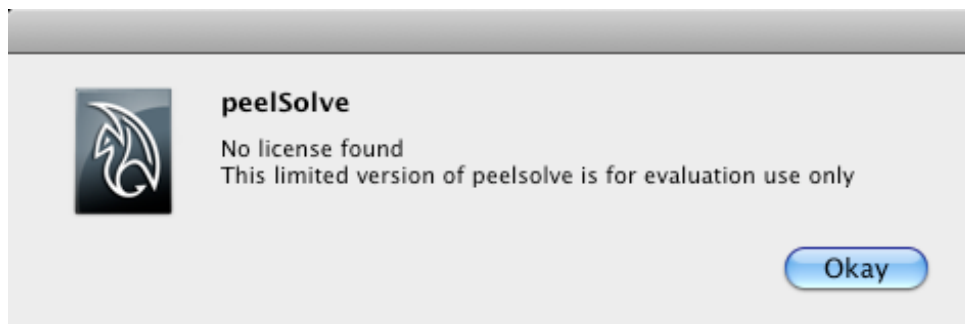 peelSolve
No license found
This limited version of peelsolve is for evaluation use only
Okay